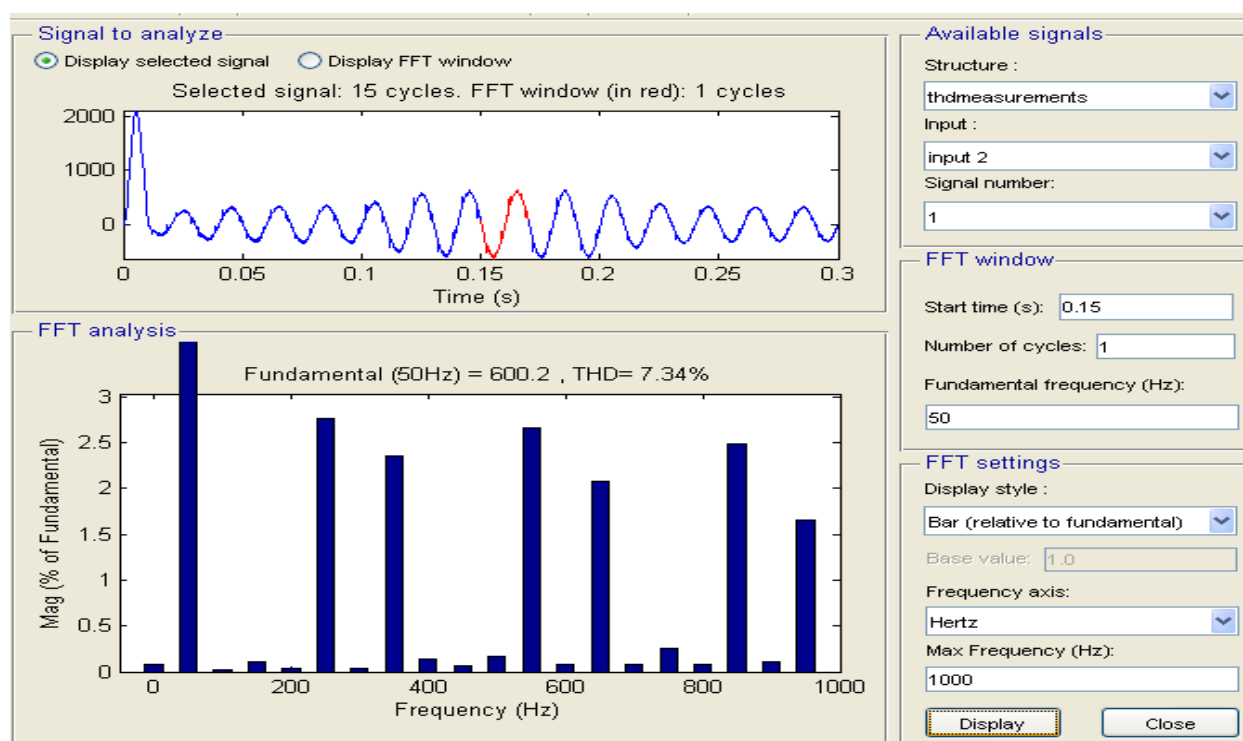 Signal to analyze
Display selected signal Display FFT window
Selected signal: 15 cycles. FFT window (in red): 1 cycles
2000
1000
0
0 0.05 0.1 0.15 0.2 0.25 0.3
Time (s)
FFT analysis
Fundamental (50Hz) = 600.2 , THD= 7.34%
Mag (% of Fundamental)
3
2.5
2
1.5
1
0.5
0
0 200 400 600 800 1000
Frequency (Hz)
Available signals
Structure :
thdmeasurements
Input :
input 2
Signal number:
1
FFT window
Start time (s): 0.15
Number of cycles: 1
Fundamental frequency (Hz):
50
FFT settings
Display style :
Bar (relative to fundamental)
Base value: 1.0
Frequency axis:
Hertz
Max Frequency (Hz):
1000
Display Close